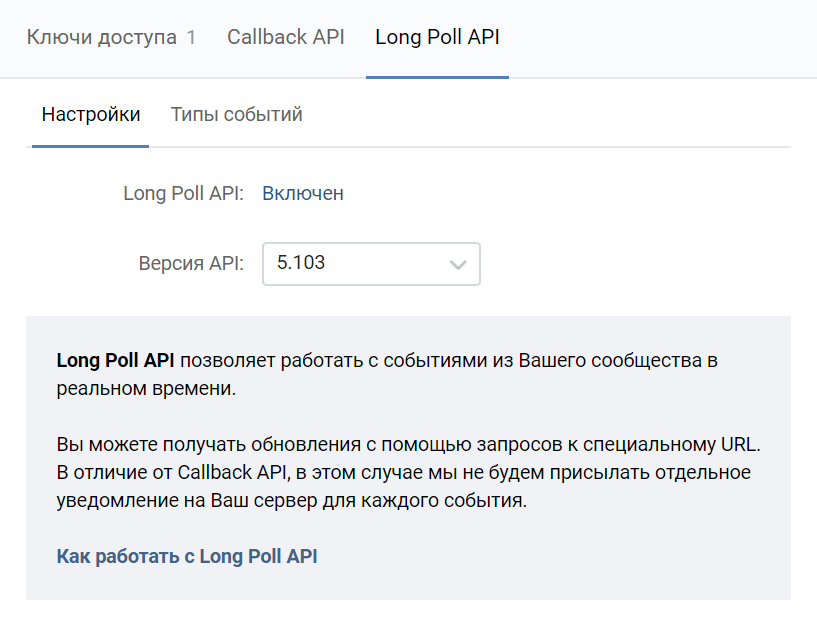 Ключи доступа 1 Callback API Long Poll API
Настройки Типы событий
Long Poll API: Включен
Версия API: 5.103
Long Poll API позволяет работать с событиями из Вашего сообщества в
реальном времени.
Вы можете получать обновления с помощью запросов к специальному URL.
В отличие от Callback API, в этом случае мы не будем присылать отдельное
уведомление на Ваш сервер для каждого события.
Как работать с Long Poll API